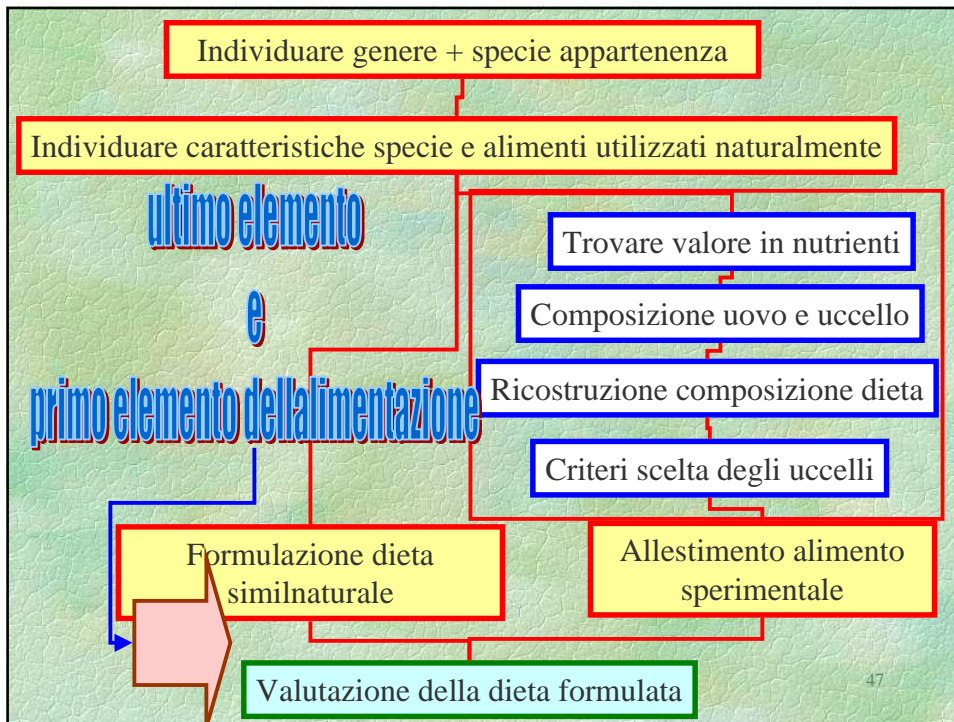 Individuare genere + specie appartenenza
Individuare caratteristiche specie e alimenti utilizzati naturalmente
ultimo elemento
e
primo elemento dellalimentazione
Trovare valore in nutrienti
Composizione uovo e uccello
Ricostruzione composizione dieta
Criteri scelta degli uccelli
Formulazione dieta
similnaturale
Allestimento alimento
sperimentale
Valutazione della dieta formulata
47